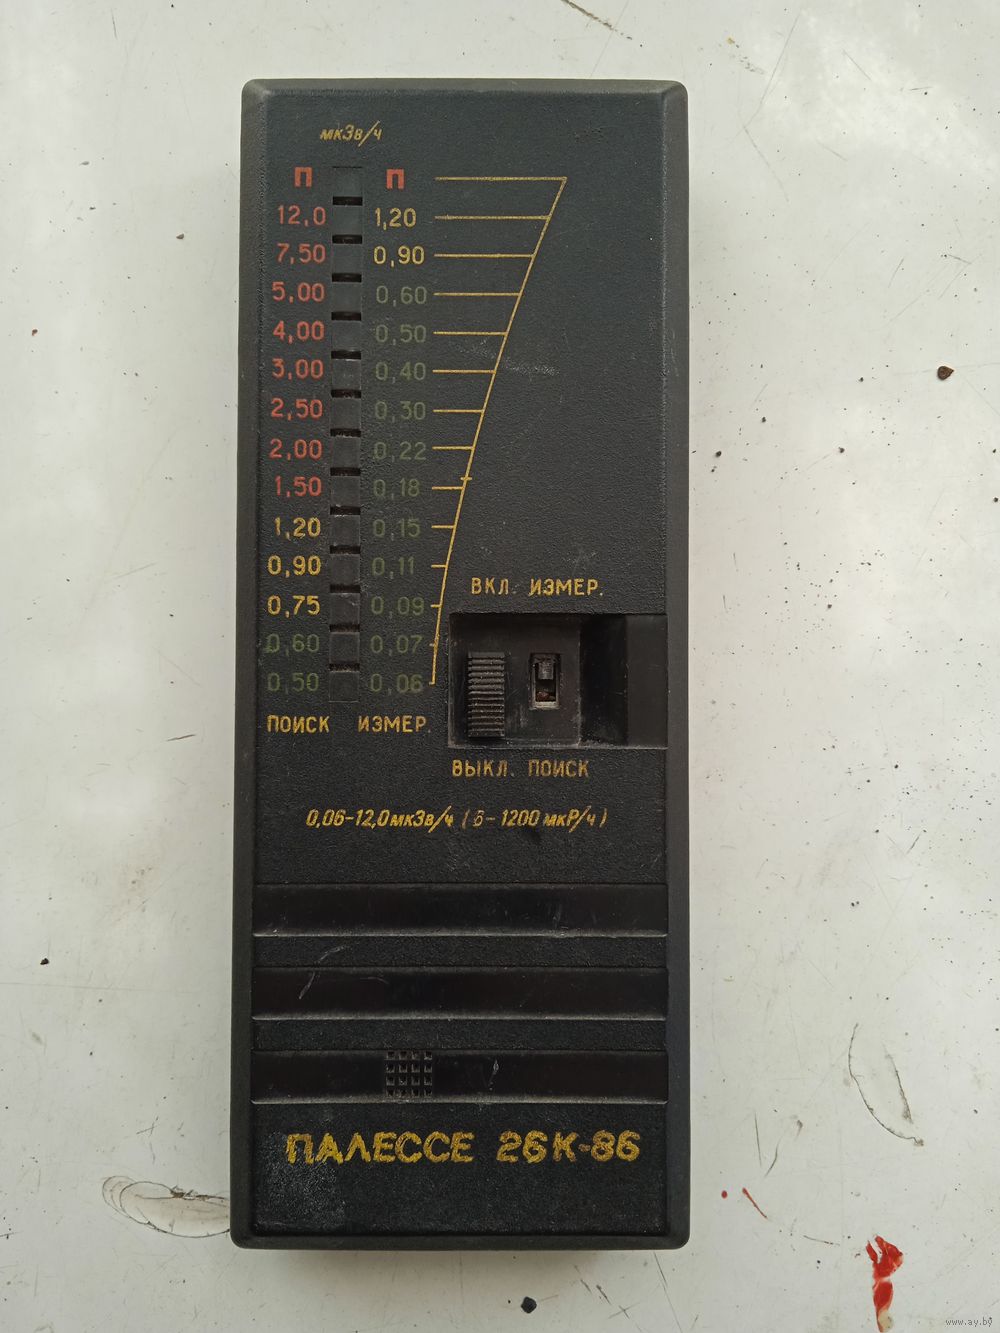 мкЗв/ч
П П
12,0 1,20
7,50 0,90
5,00 0,60
4,00 0,50
3,00 0,40
2,50 0,30
2,00 0,22
1,50 0,18
1,20 0,15
0,90 0,11
0,75 0,09
0,60 0,07
0,50 0,06
ПОИСК ИЗМЕР.
ВКЛ. ИЗМЕР.
ВЫКЛ. ПОИСК
0,06-12,0мкЗв/ч (6-1200мкР/ч)
ПАЛЕССЕ 26К-86
www.ay.by